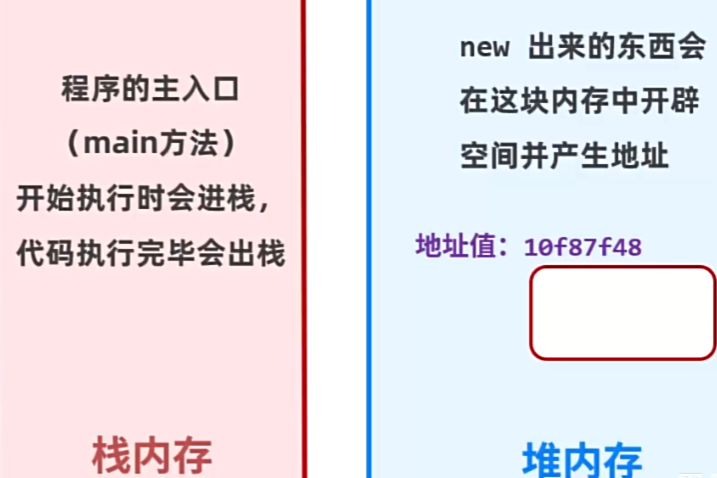 程序的主入口
（main方法）
开始执行时会进栈，
代码执行完毕会出栈
栈内存
new 出来的东西会
在这块内存中开辟
空间并产生地址
地址值：10f87f48
堆内存